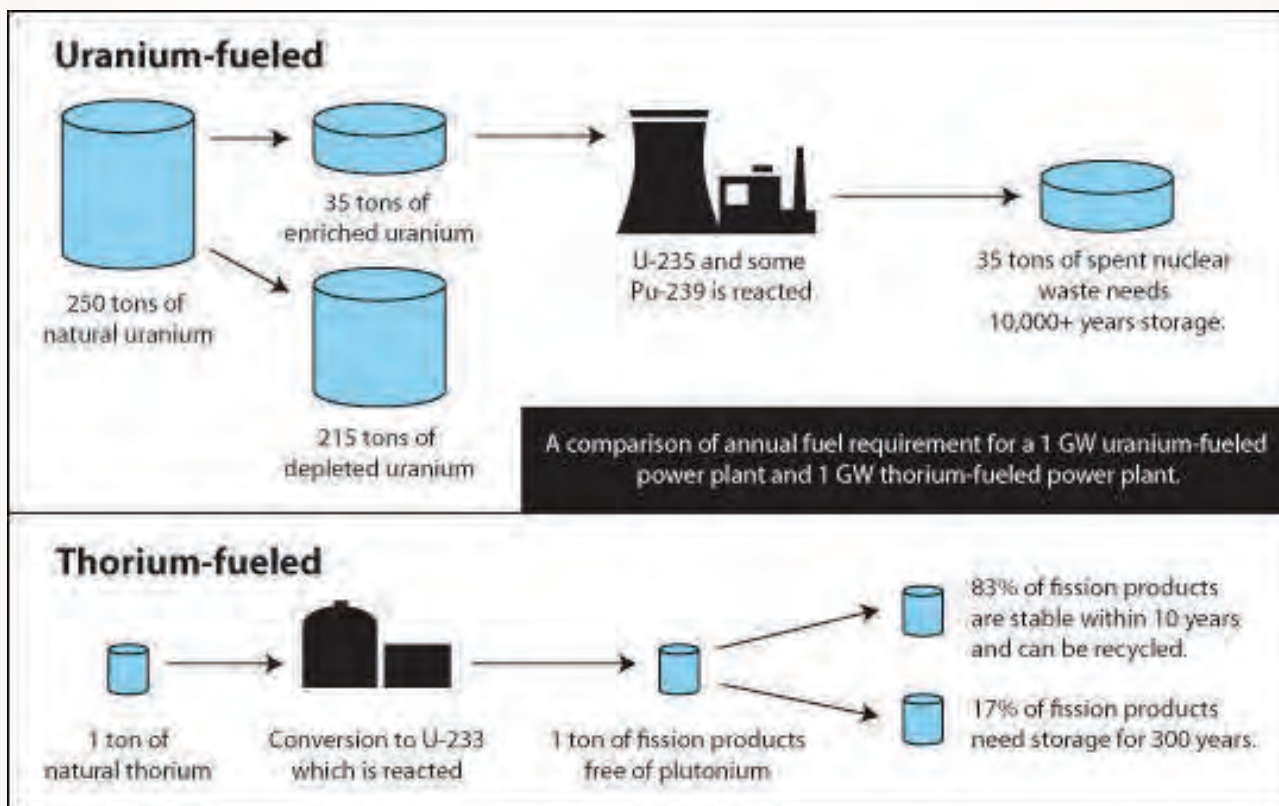 Uranium-fueled
35 tons of
enriched uranium
250 tons of
natural uranium
215 tons of
depleted uranium
U-235 and some
Pu-239 is reacted
35 tons of spent nuclear
waste needs
10,000+ years storage.
A comparison of annual fuel requirement for a 1 GW uranium-fueled
power plant and 1 GW thorium-fueled power plant.
Thorium-fueled
1 ton of
natural thorium
Conversion to U-233
which is reacted
1 ton of fission products
free of plutonium
83% of fission products
are stable within 10 years
and can be recycled.
17% of fission products
need storage for 300 years.